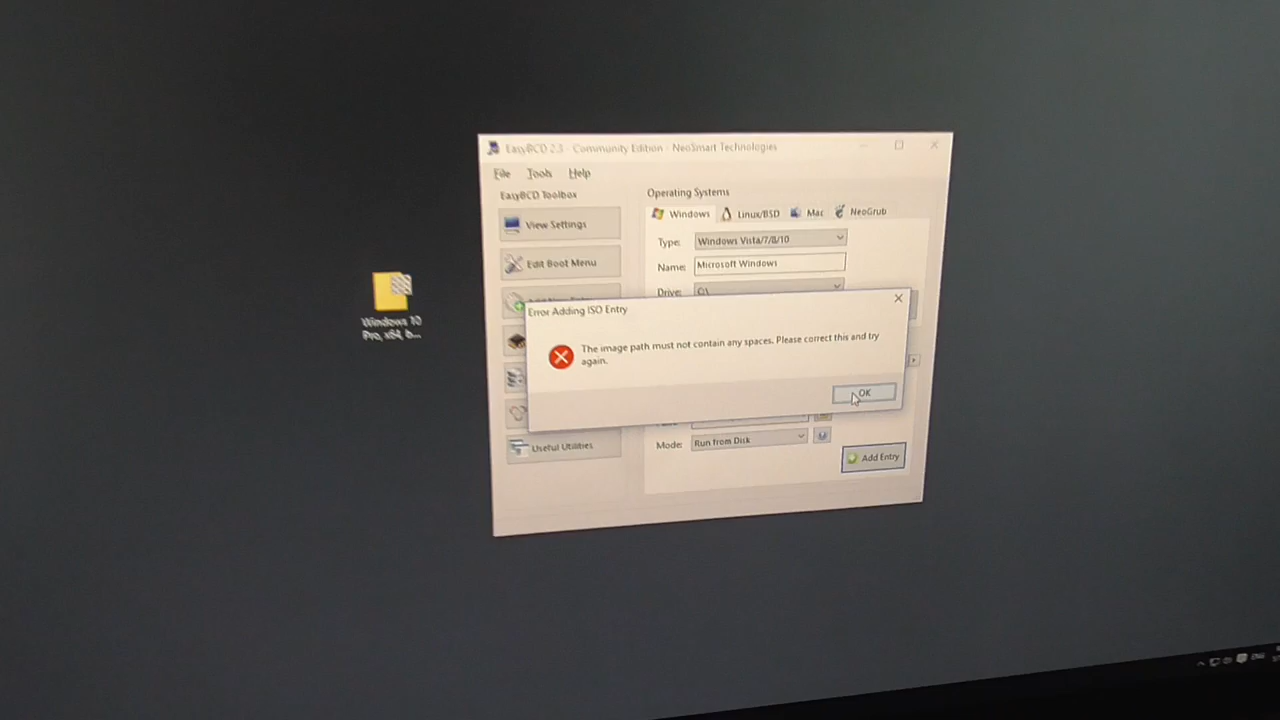 EasyBCD 2.3 - Community Edition - NeoSmart Technologies
File Tools Help
EasyBCD Toolbox
Operating Systems
View Settings
Windows Linux/BSD Mac NeoGrub
Type: Windows Vista/7/8/10
Edit Boot Menu
Name: Microsoft Windows
Drive: C:\
Error Adding ISO Entry
Windows 10
Pro, x64, b...
The image path must not contain any spaces. Please correct this and try
again.
OK
Mode: Run from Disk
Useful Utilities
Add Entry